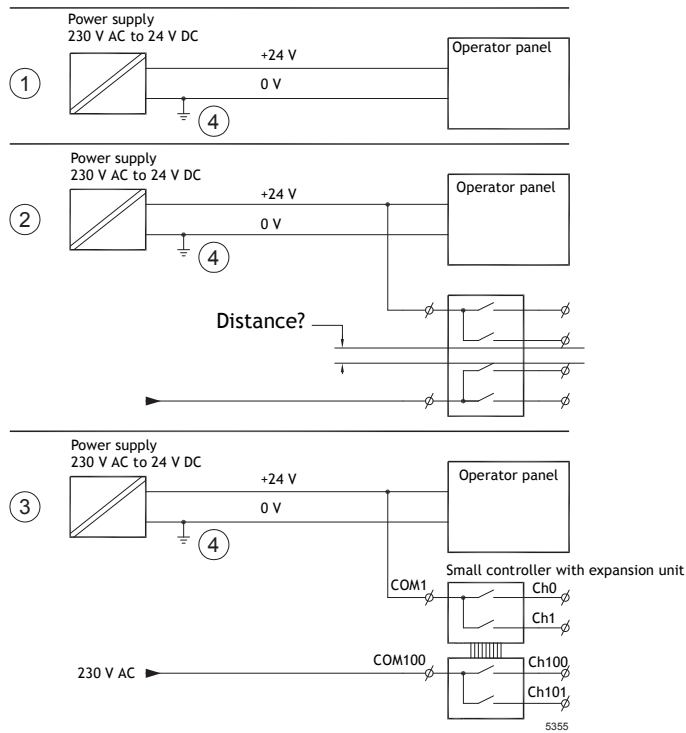 Power supply
230 V AC to 24 V DC
+24 V
Operator panel
1
0 V
4
Power supply
230 V AC to 24 V DC
+24 V
Operator panel
2
0 V
4
Distance?
Power supply
230 V AC to 24 V DC
+24 V
Operator panel
3
0 V
4
Small controller with expansion unit
COM1
Ch0
Ch1
COM100
Ch100
230 V AC
Ch101
5355